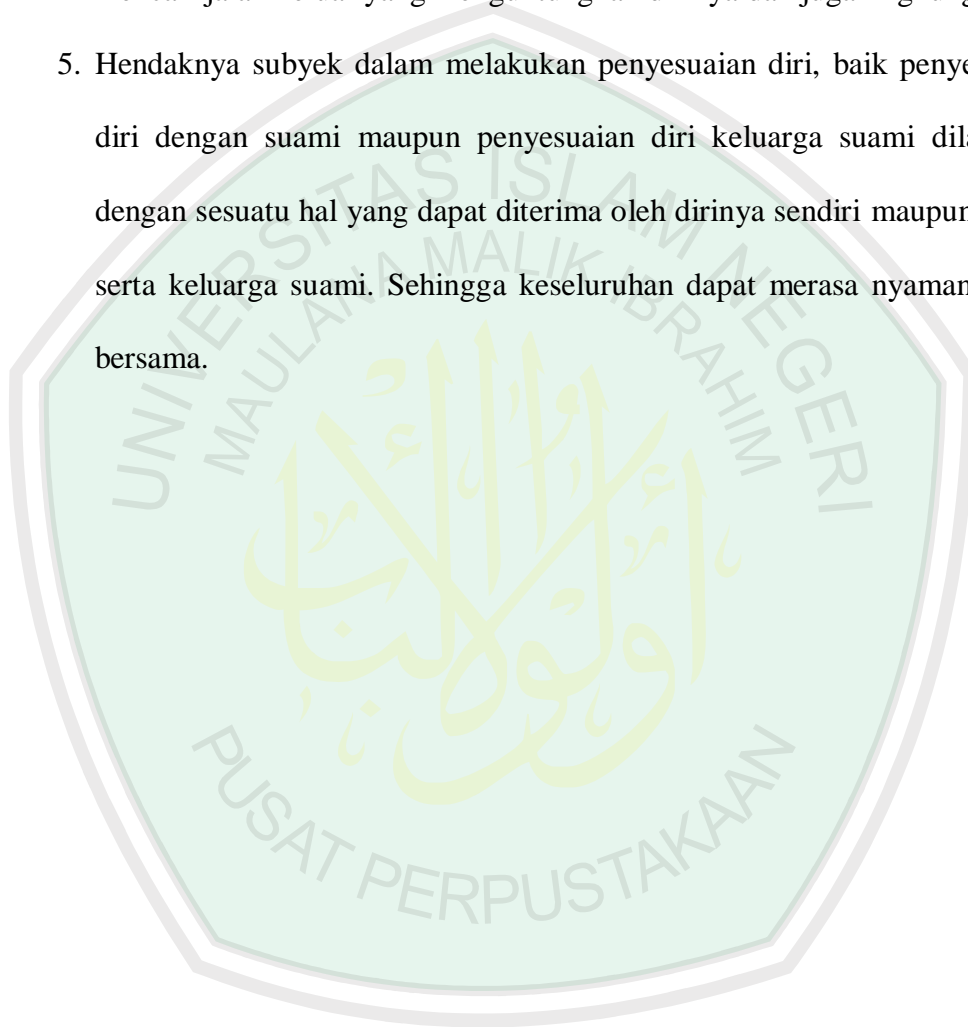 5. Hendaknya subyek dalam melakukan penyesuaian diri, baik
diri dengan suami maupun penyesuaian diri keluarga suami
dengan sesuatu hal yang dapat diterima oleh dirinya sendiri maupun
serta keluarga suami. Sehingga keseluruhan dapat merasa nyaman
bersama.
UNIVERSITAS ISLAM NEGERI
MAULANA MALIK IBRAHIM
أولوا الألباب
PUSAT PERPUSTAKAAN